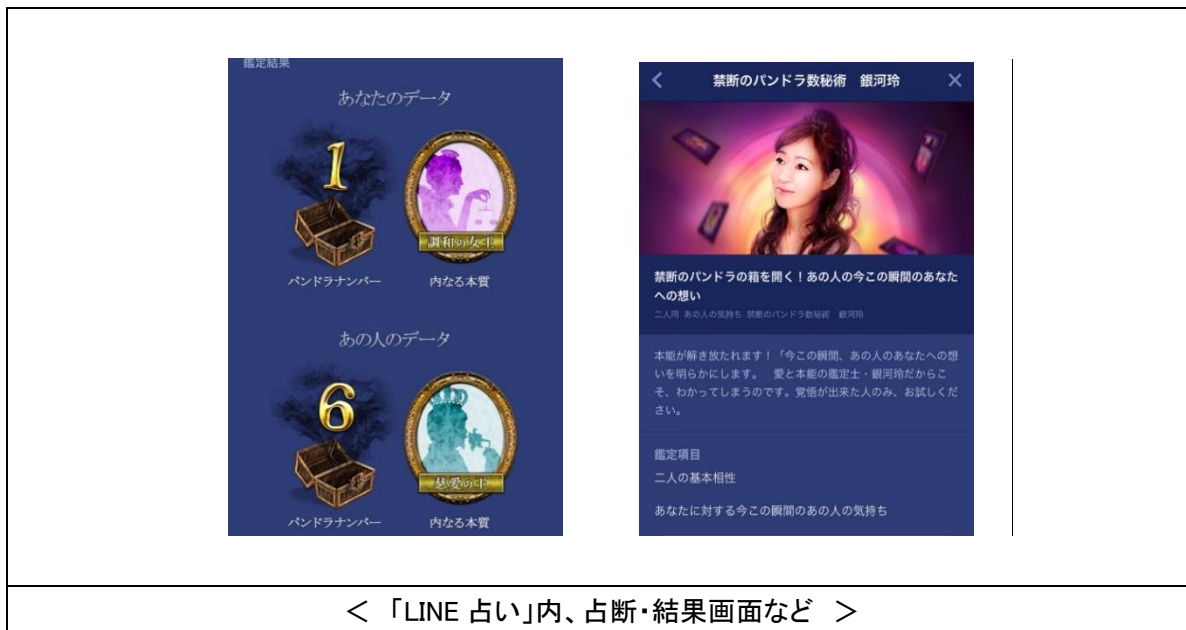 鑑定結果
あなたのデータ
1
調和の女王
パンドラナンバー
内なる本質
あの人のデータ
6
慈愛の王
パンドラナンバー
内なる本質
禁断のパンドラ数秘術 銀河玲
禁断のパンドラの箱を開く!あの人の今この瞬間のあなた
への想い
二人用 あの人の気持ち 禁断のパンドラ数秘術 銀河玲
本能が解き放たれます!「今この瞬間、あの人のあなたへの想
いを明らかにします。 愛と本能の鑑定士・銀河玲だからこ
そ、わかってしまうのです。覚悟が出来た人のみ、お試しくだ
さい。
鑑定項目
二人の基本相性
あなたに対する今この瞬間のあの人の気持ち
< 「LINE 占い」内、占断・結果画面など >